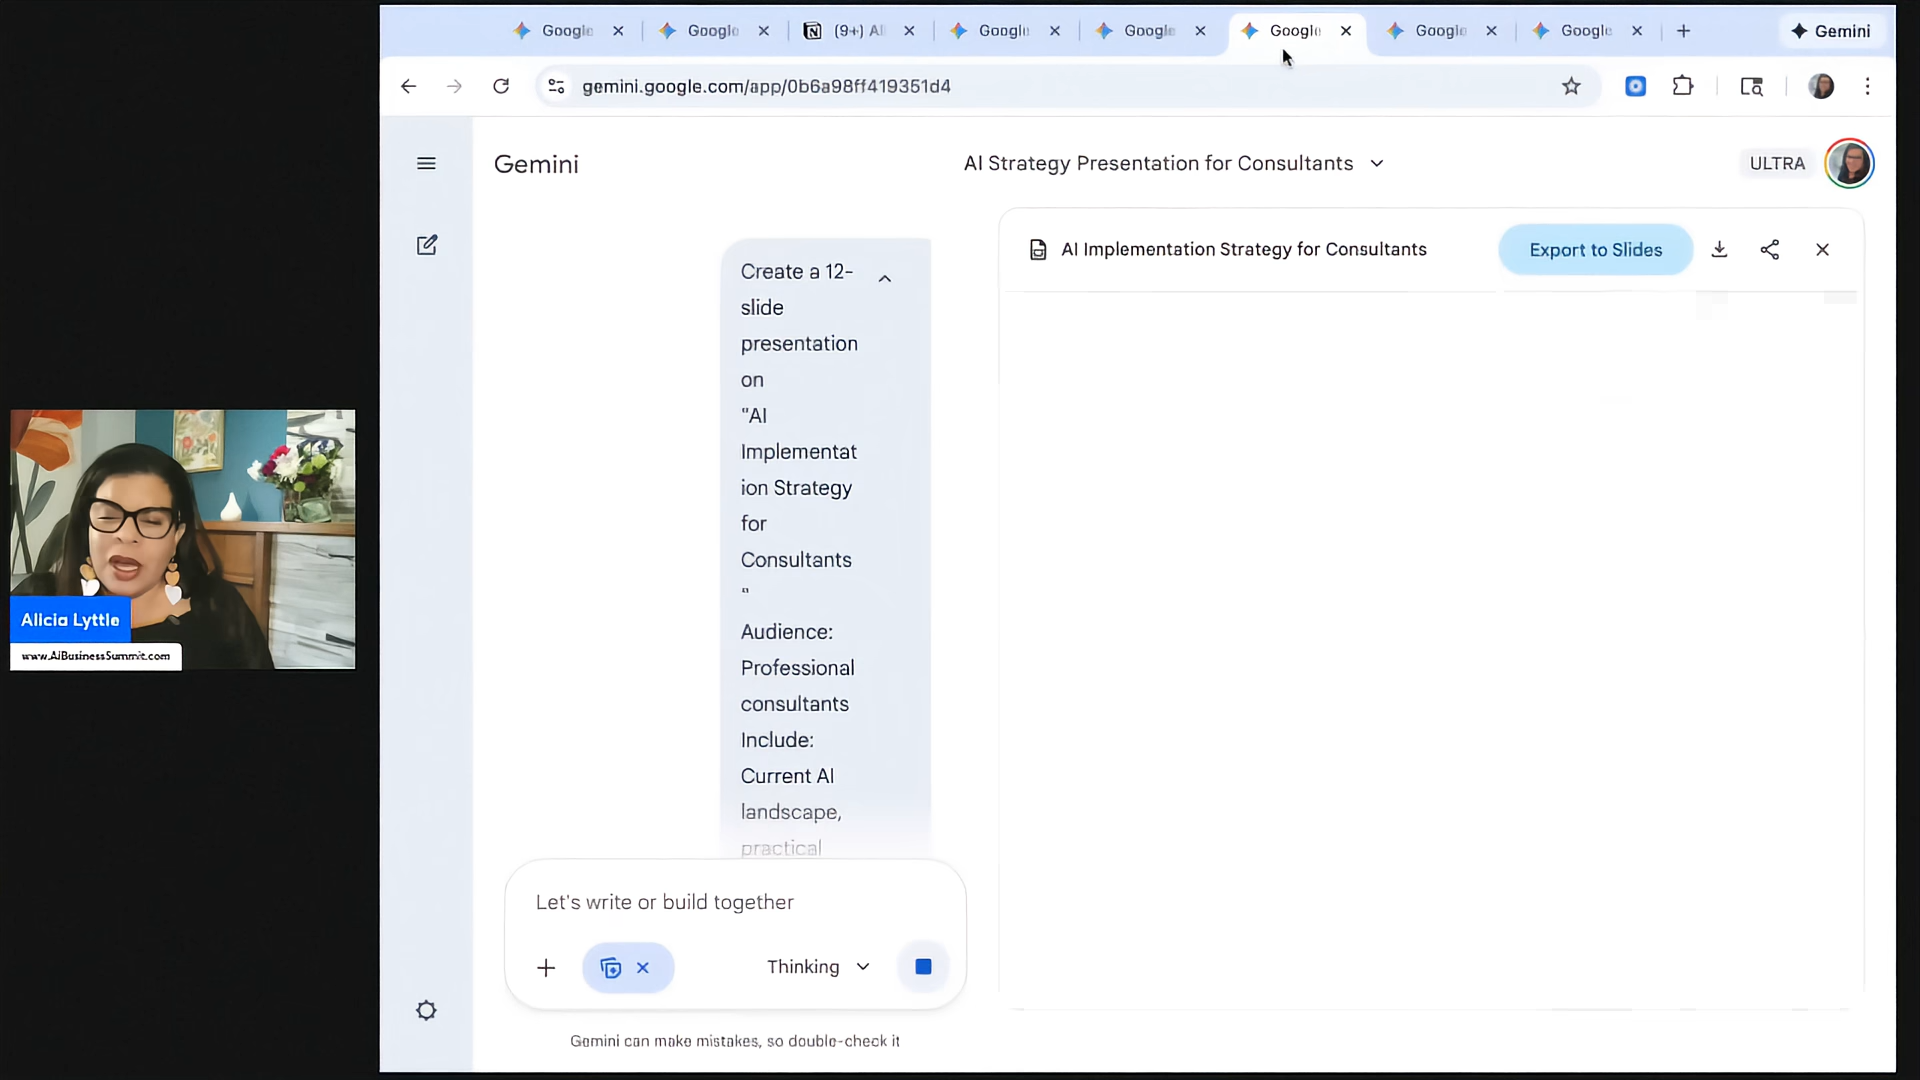 Google
Google
(9+) AI
Google
Google
Google
Google
Google
Gemini
gemini.google.com/app/0b6a98ff419351d4
Gemini
AI Strategy Presentation for Consultants
ULTRA
Create a 12-
slide
presentation
on
"AI
Implementat
ion Strategy
for
Consultants
"
Audience:
Professional
consultants
Include:
Current AI
landscape,
practical
AI Implementation Strategy for Consultants
Export to Slides
Let's write or build together
Thinking
Gemini can make mistakes, so double-check it
Alicia Lyttle
www.AiBusinessSummit.com